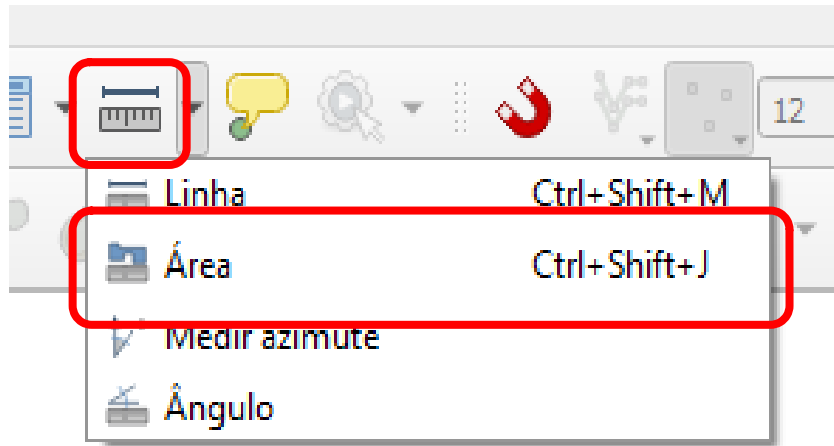 12
Linha Ctrl+Shift+M
Área Ctrl+Shift+J
Medir azimute
Ângulo